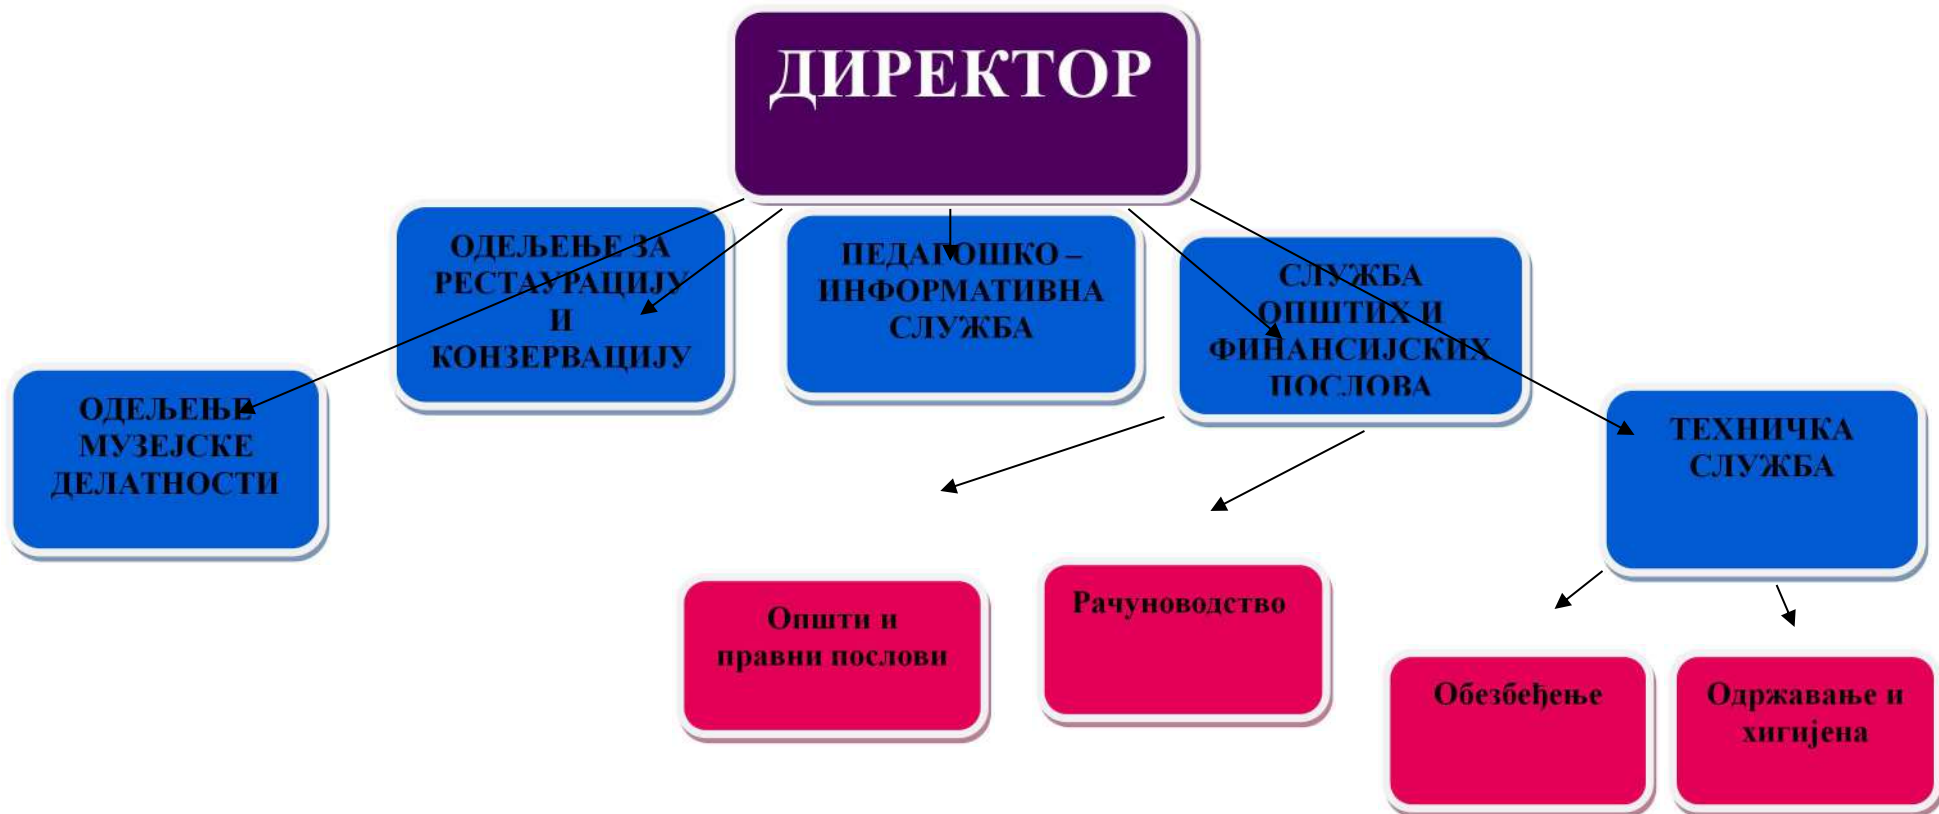 ДИРЕКТОР
ОДЕЉЕЊЕ ЗА
РЕСТАУРАЦИЈУ
И
КОНЗЕРВАЦИЈУ
ПЕДАГОШКО –
ИНФОРМАТИВНА
СЛУЖБА
СЛУЖБА
ОПШТИХ И
ФИНАНСИЈСКИХ
ПОСЛОВА
ОДЕЉЕЊЕ
МУЗЕЈСКЕ
ДЕЛАТНОСТИ
ТЕХНИЧКА
СЛУЖБА
Општи и
правни послови
Рачуноводство
Обезбеђење
Одржавање и
хигијена